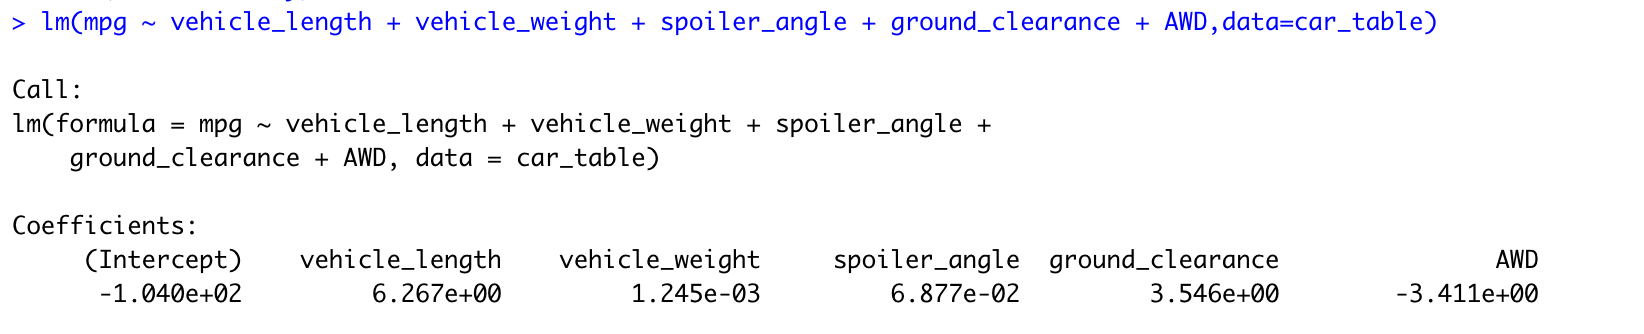 > lm(mpg ~ vehicle_length + vehicle_weight + spoiler_angle + ground_clearance + AWD,data=car_table)
Call:
lm(formula = mpg ~ vehicle_length + vehicle_weight + spoiler_angle +
    ground_clearance + AWD, data = car_table)
Coefficients:
     (Intercept)    vehicle_length    vehicle_weight     spoiler_angle  ground_clearance               AWD
      -1.040e+02         6.267e+00         1.245e-03         6.877e-02         3.546e+00        -3.411e+00